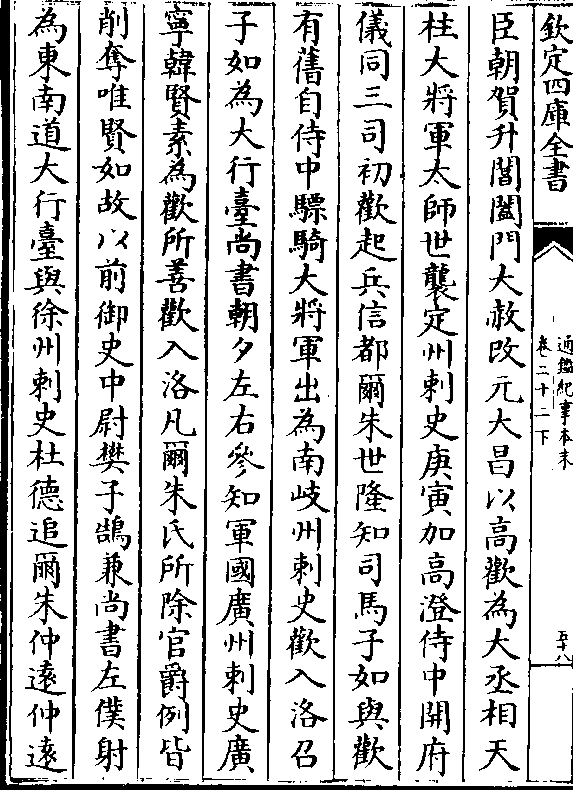 欽定四庫全書
通鑑紀事本末
卷二十二下
五十八
臣朝賀升閶闔門大赦改元大昌以高歡為大丞相天
柱大將軍太師世襲定州刺史庚寅加高澄侍中開府
儀同三司初歡起兵信都爾朱世隆知司馬子如與歡
有舊自侍中驃騎大將軍出為南岐州刺史歡入洛召
子如為大行臺尚書朝夕左右參知軍國廣州刺史廣
寧韓賢素為歡所善歡入洛凡爾朱氏所除官爵例皆
削奪唯賢如故以前御史中尉樊子鵠兼尚書左僕射
為東南道大行臺與徐州刺史杜德追爾朱仲遠仲遠